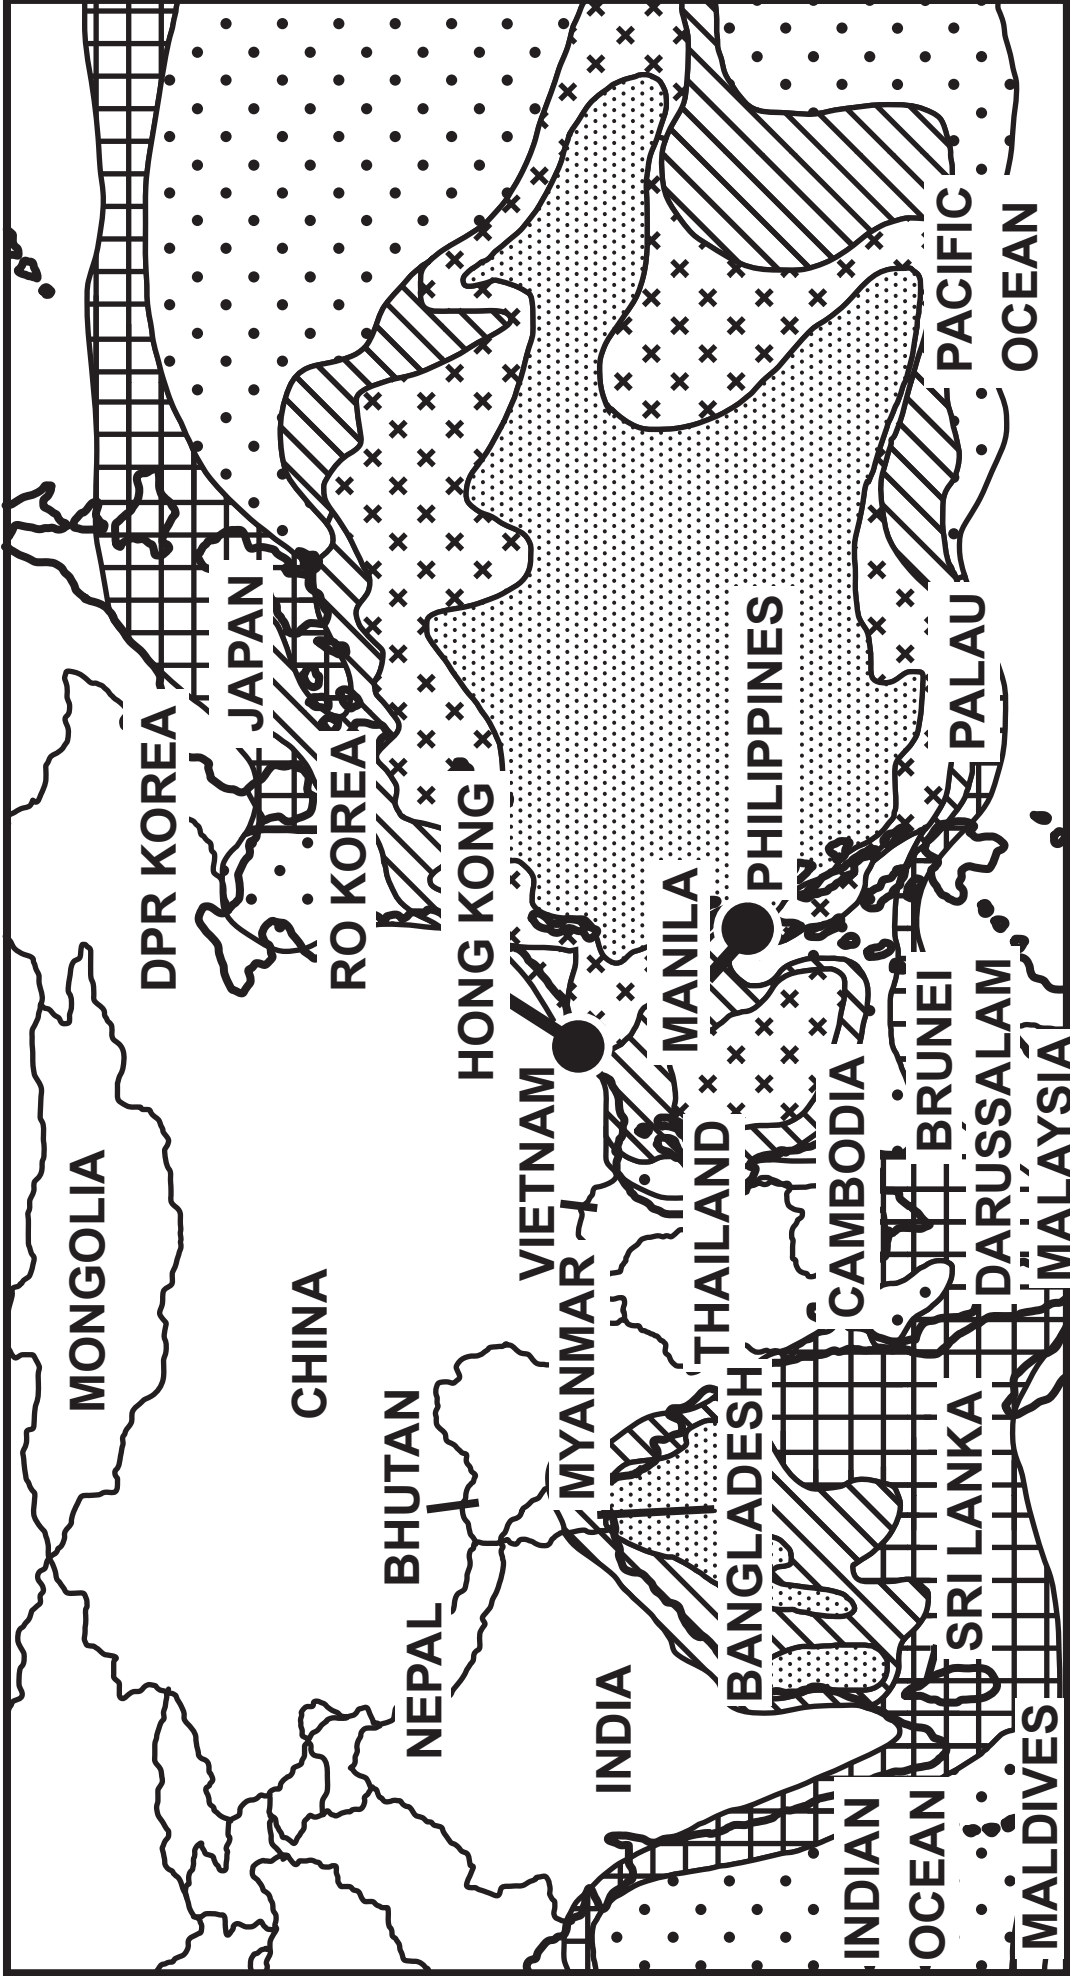 MONGOLIA
CHINA
DPR KOREA
JAPAN
RO KOREA
BHUTAN
NEPAL
HONG KONG
VIETNAM
MYANMAR
INDIA
MANILA
THAILAND
PHILIPPINES
BANGLADESH
CAMBODIA
PACIFIC
OCEAN
PALAU
BRUNEI
DARUSSALAM
SRI LANKA
INDIAN
OCEAN
MALAYSIA
MALDIVES